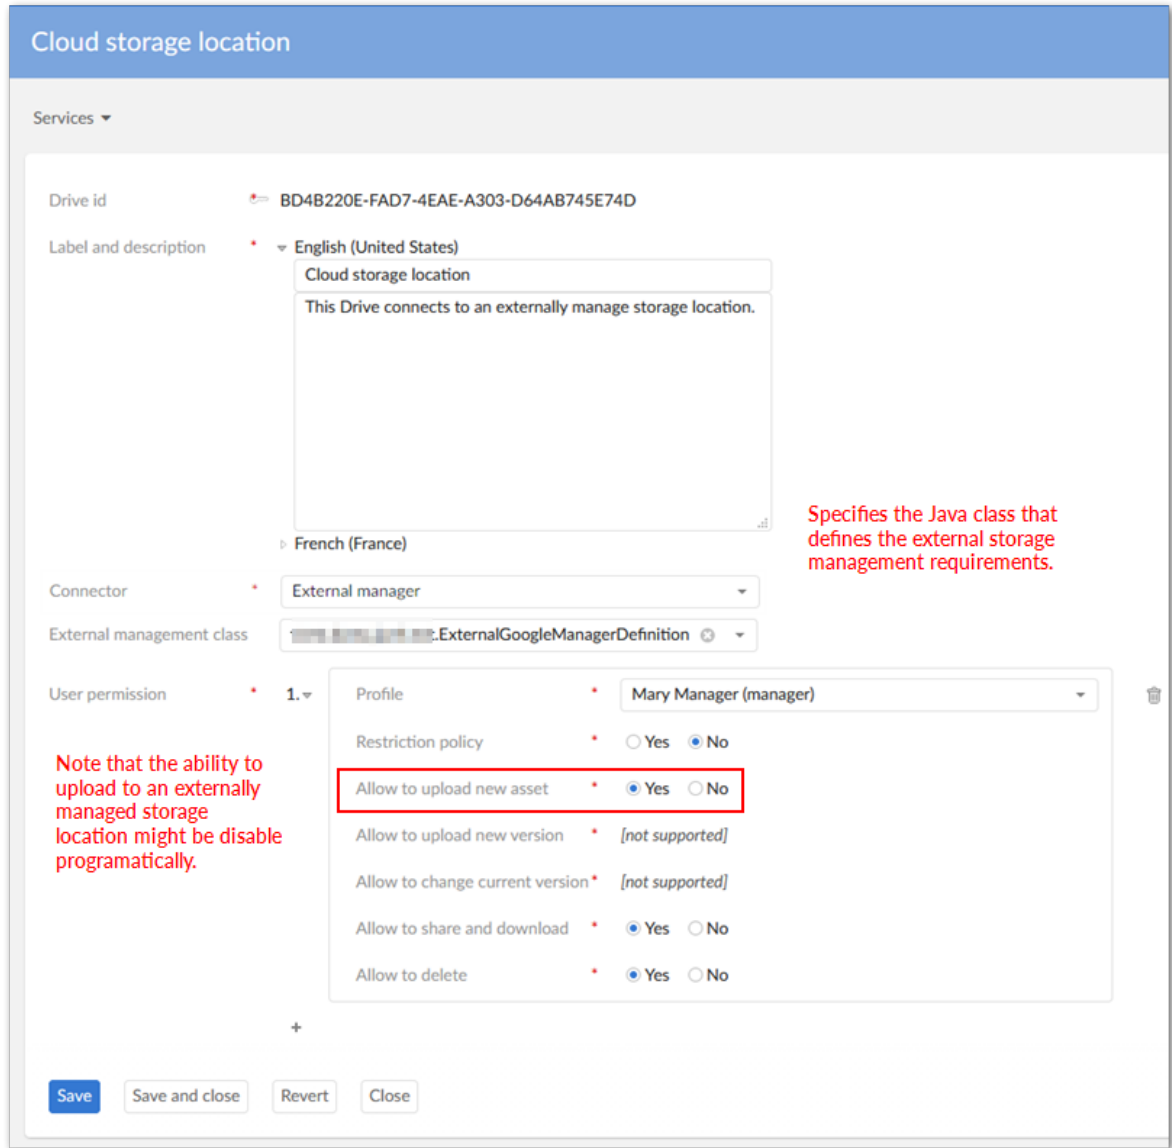 Cloud storage location
Services
Drive id * BD4B220E-FAD7-4EAE-A303-D64AB745E74D
Label and description * English (United States)
Cloud storage location
This Drive connects to an externally manage storage location.
French (France)
Specifies the Java class that
defines the external storage
management requirements.
Connector * External manager
External management class .ExternalGoogleManagerDefinition
User permission * 1. Profile * Mary Manager (manager)
Restriction policy * Yes No
Note that the ability to
upload to an externally
managed storage
location might be disable
programatically.
Allow to upload new asset * Yes No
Allow to upload new version * [not supported]
Allow to change current version * [not supported]
Allow to share and download * Yes No
Allow to delete * Yes No
+
Save Save and close Revert Close